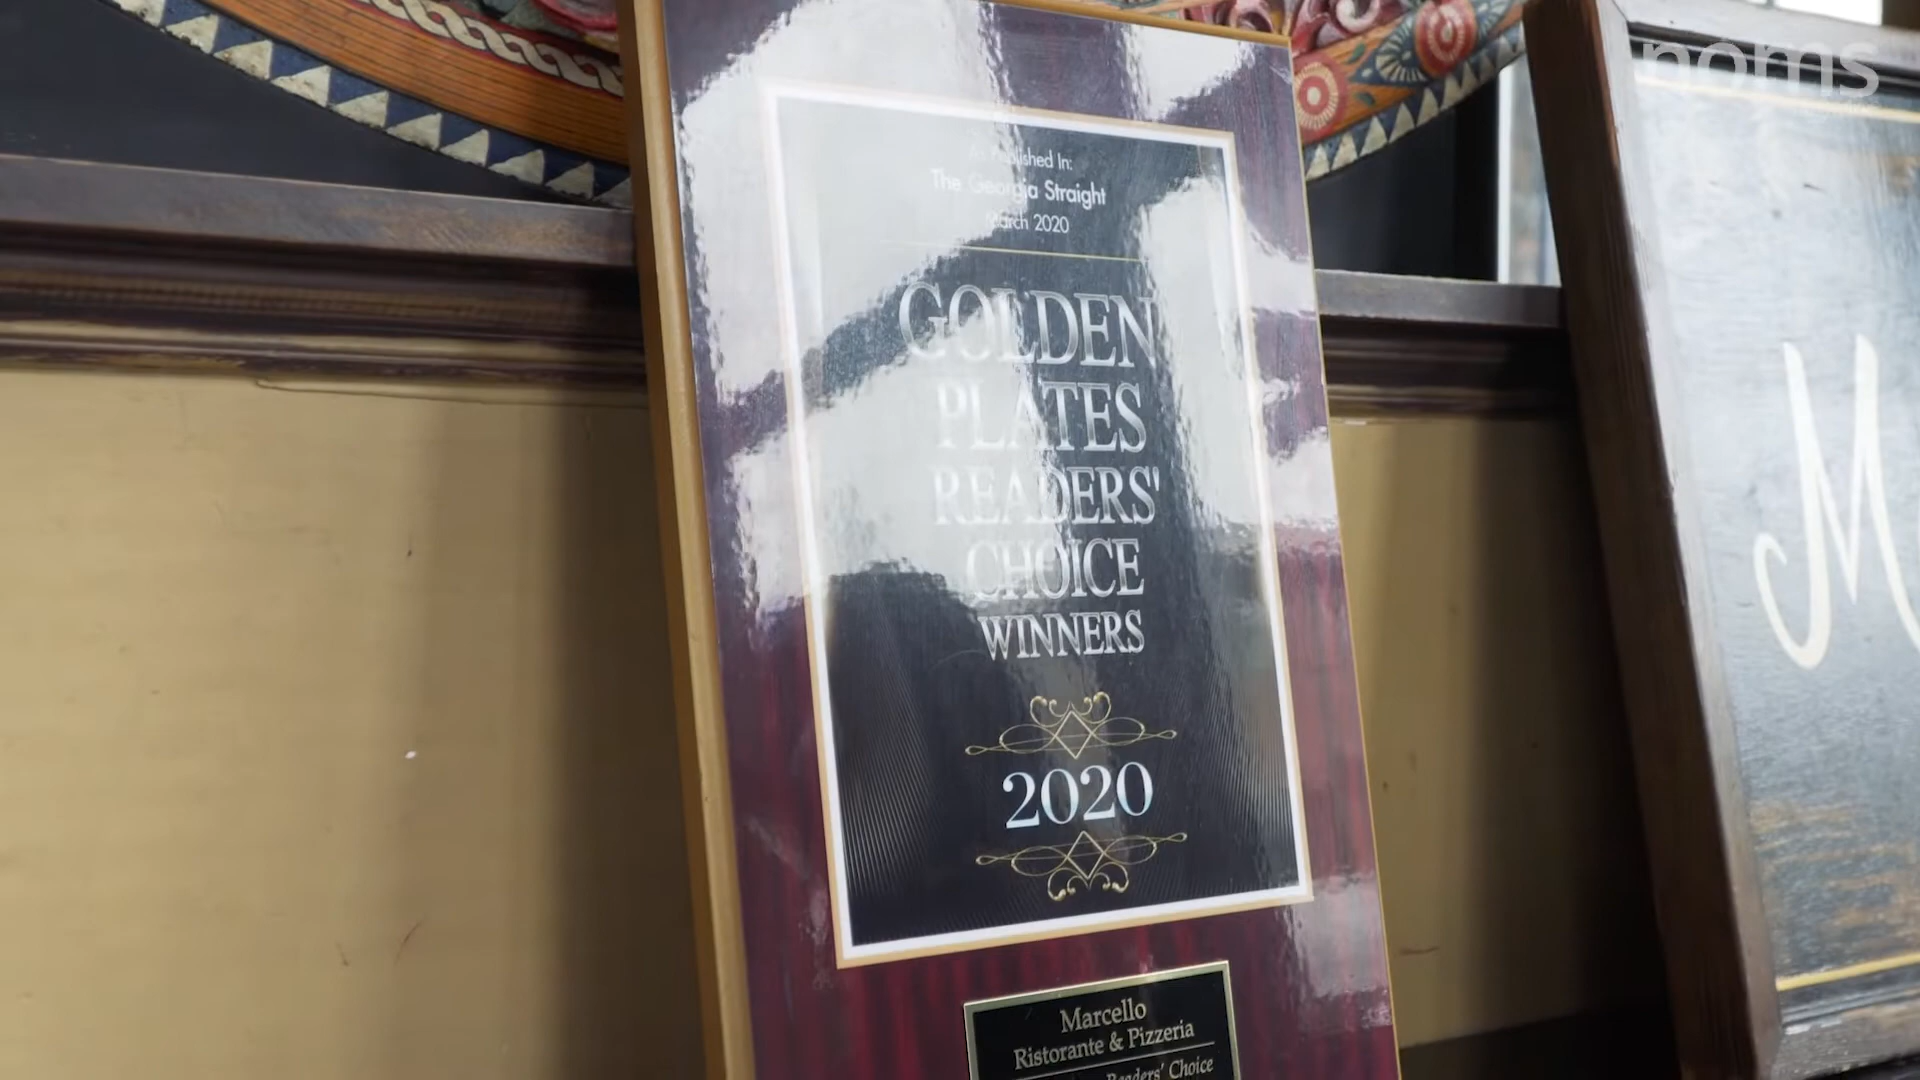 noms
As Published In:
The Georgia Straight
March 2020
GOLDEN
PLATES
READERS'
CHOICE
WINNERS
2020
Marcello
Ristorante & Pizzeria
Readers' Choice
M